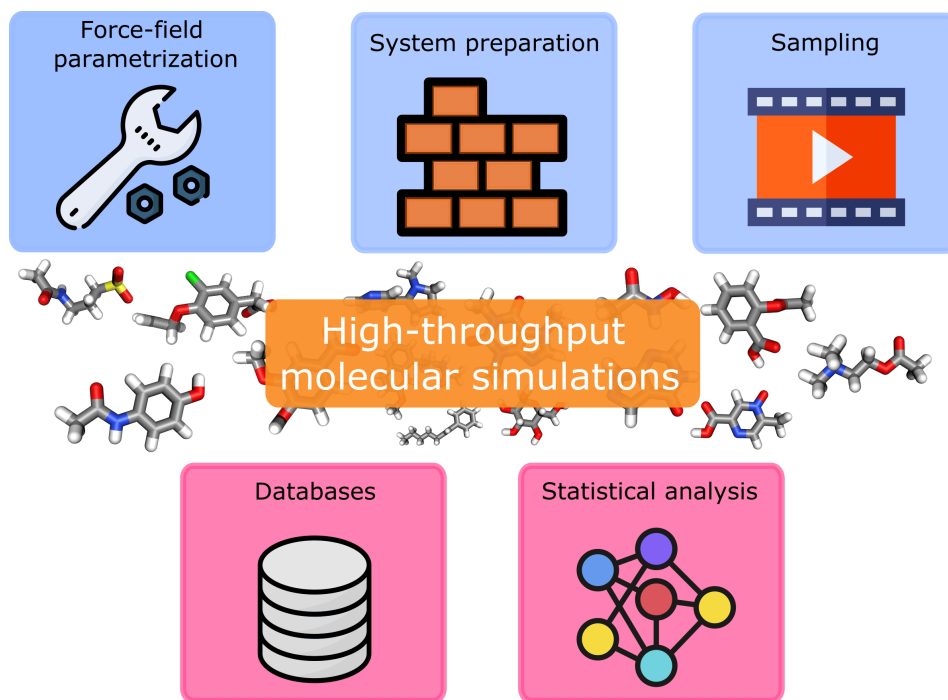 Force-field
parametrization
System preparation
Sampling
High-throughput
molecular simulations
Databases
Statistical analysis